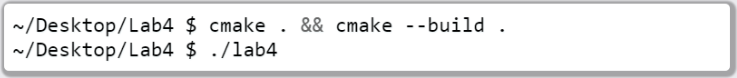 ~/Desktop/Lab4 $ cmake . && cmake --build .
~/Desktop/Lab4 $ ./lab4